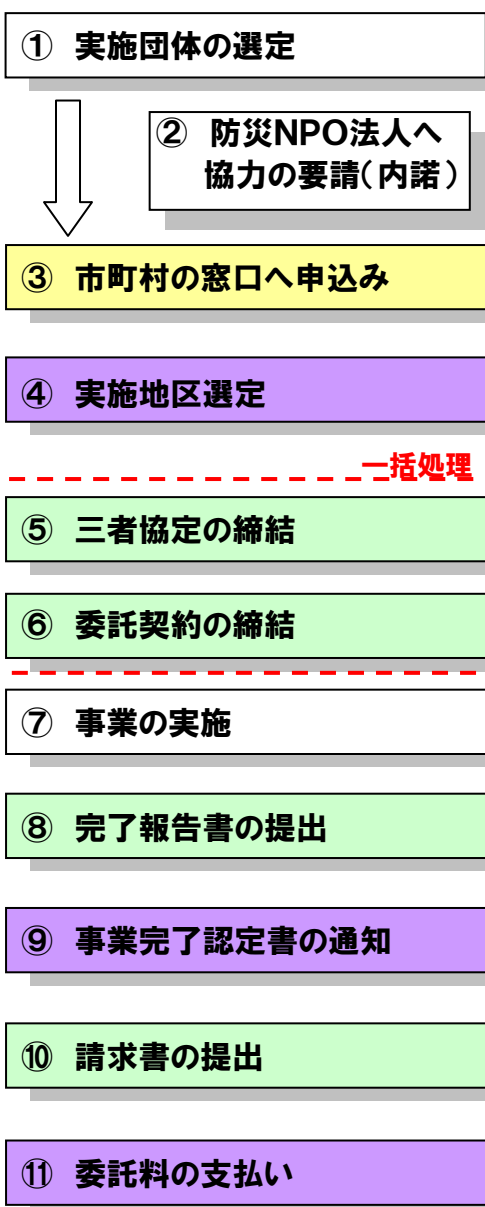 ① 実施団体の選定
② 防災NPO法人へ
協力の要請(内諾)
③ 市町村の窓口へ申込み
④ 実施地区選定
一括処理
⑤ 三者協定の締結
⑥ 委託契約の締結
⑦ 事業の実施
⑧ 完了報告書の提出
⑨ 事業完了認定書の通知
⑩ 請求書の提出
⑪ 委託料の支払い